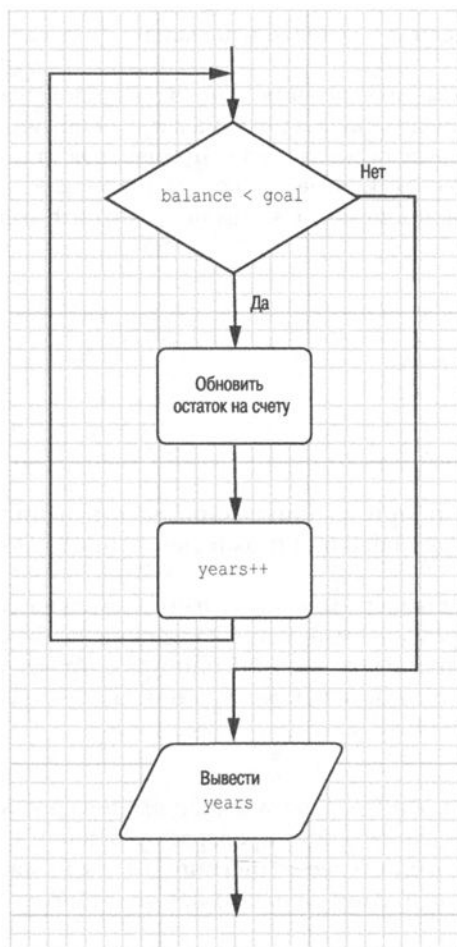 balance < goal
Нет
Да
Обновить
остаток на счету
years++
Вывести
years